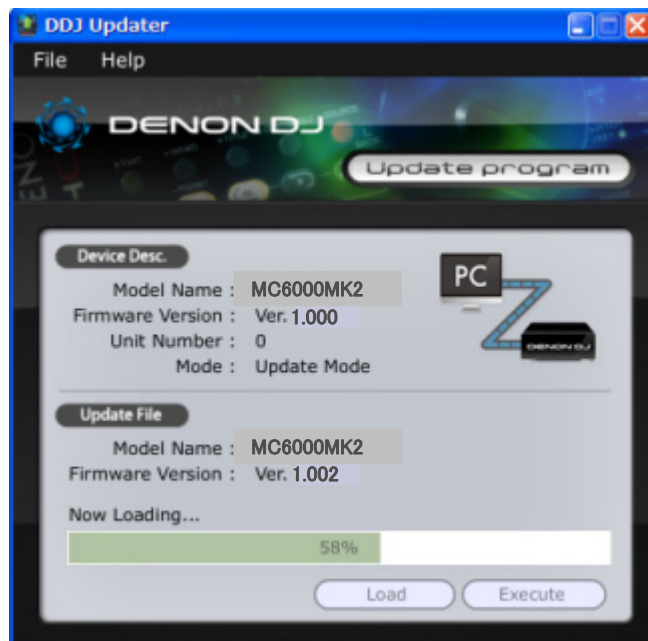 DDJ Updater
File Help
DENON DJ
Update program
Device Desc.
Model Name : MC6000MK2
Firmware Version : Ver. 1.000
Unit Number : 0
Mode : Update Mode
PC
DENON DJ
Update File
Model Name : MC6000MK2
Firmware Version : Ver. 1.002
Now Loading...
58%
Load Execute